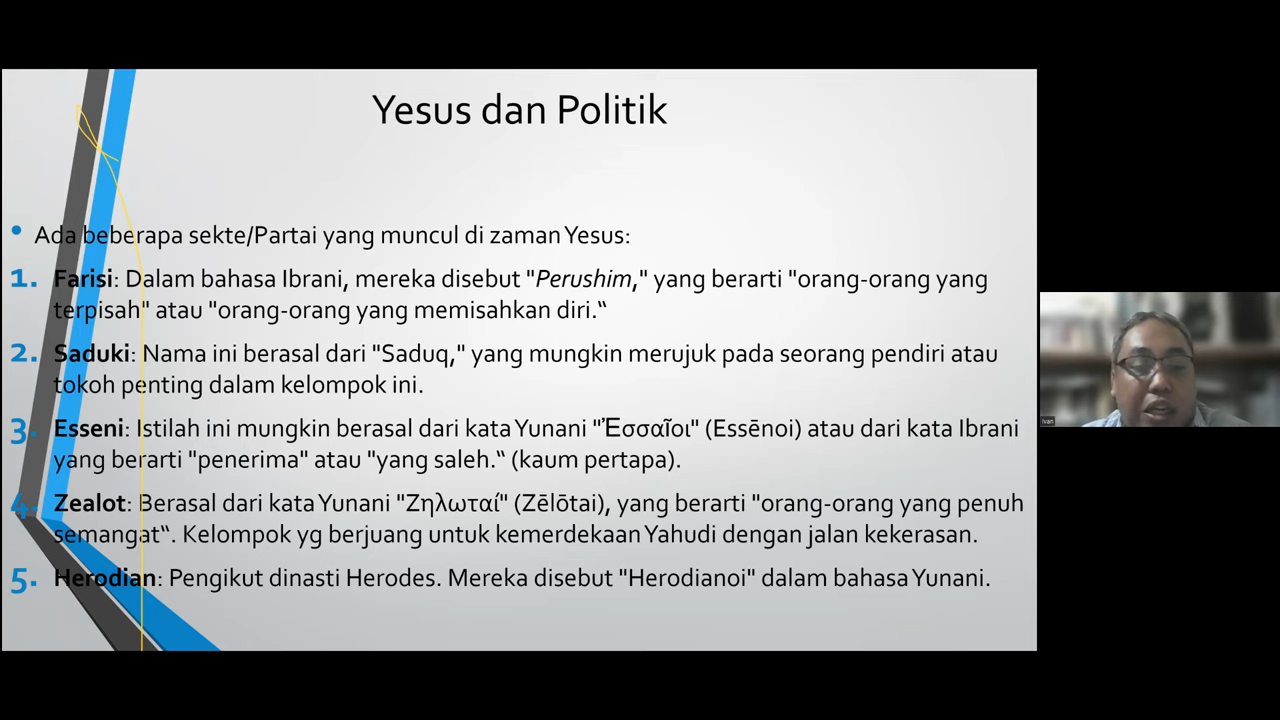 Yesus dan Politik
• Ada beberapa sekte/Partai yang muncul di zaman Yesus:
1. Farisi: Dalam bahasa Ibrani, mereka disebut "Perushim," yang berarti "orang-orang yang
terpisah" atau "orang-orang yang memisahkan diri.“
2. Saduki: Nama ini berasal dari "Saduq," yang mungkin merujuk pada seorang pendiri atau
tokoh penting dalam kelompok ini.
3. Esseni: Istilah ini mungkin berasal dari kata Yunani "Ἐσσαῖοι" (Essēnoi) atau dari kata Ibrani
yang berarti "penerima" atau "yang saleh.“ (kaum pertapa).
4. Zealot: Berasal dari kata Yunani "Ζηλωταί" (Zēlōtai), yang berarti "orang-orang yang penuh
semangat“. Kelompok yg berjuang untuk kemerdekaan Yahudi dengan jalan kekerasan.
5. Herodian: Pengikut dinasti Herodes. Mereka disebut "Herodianoi" dalam bahasa Yunani.
Ivan